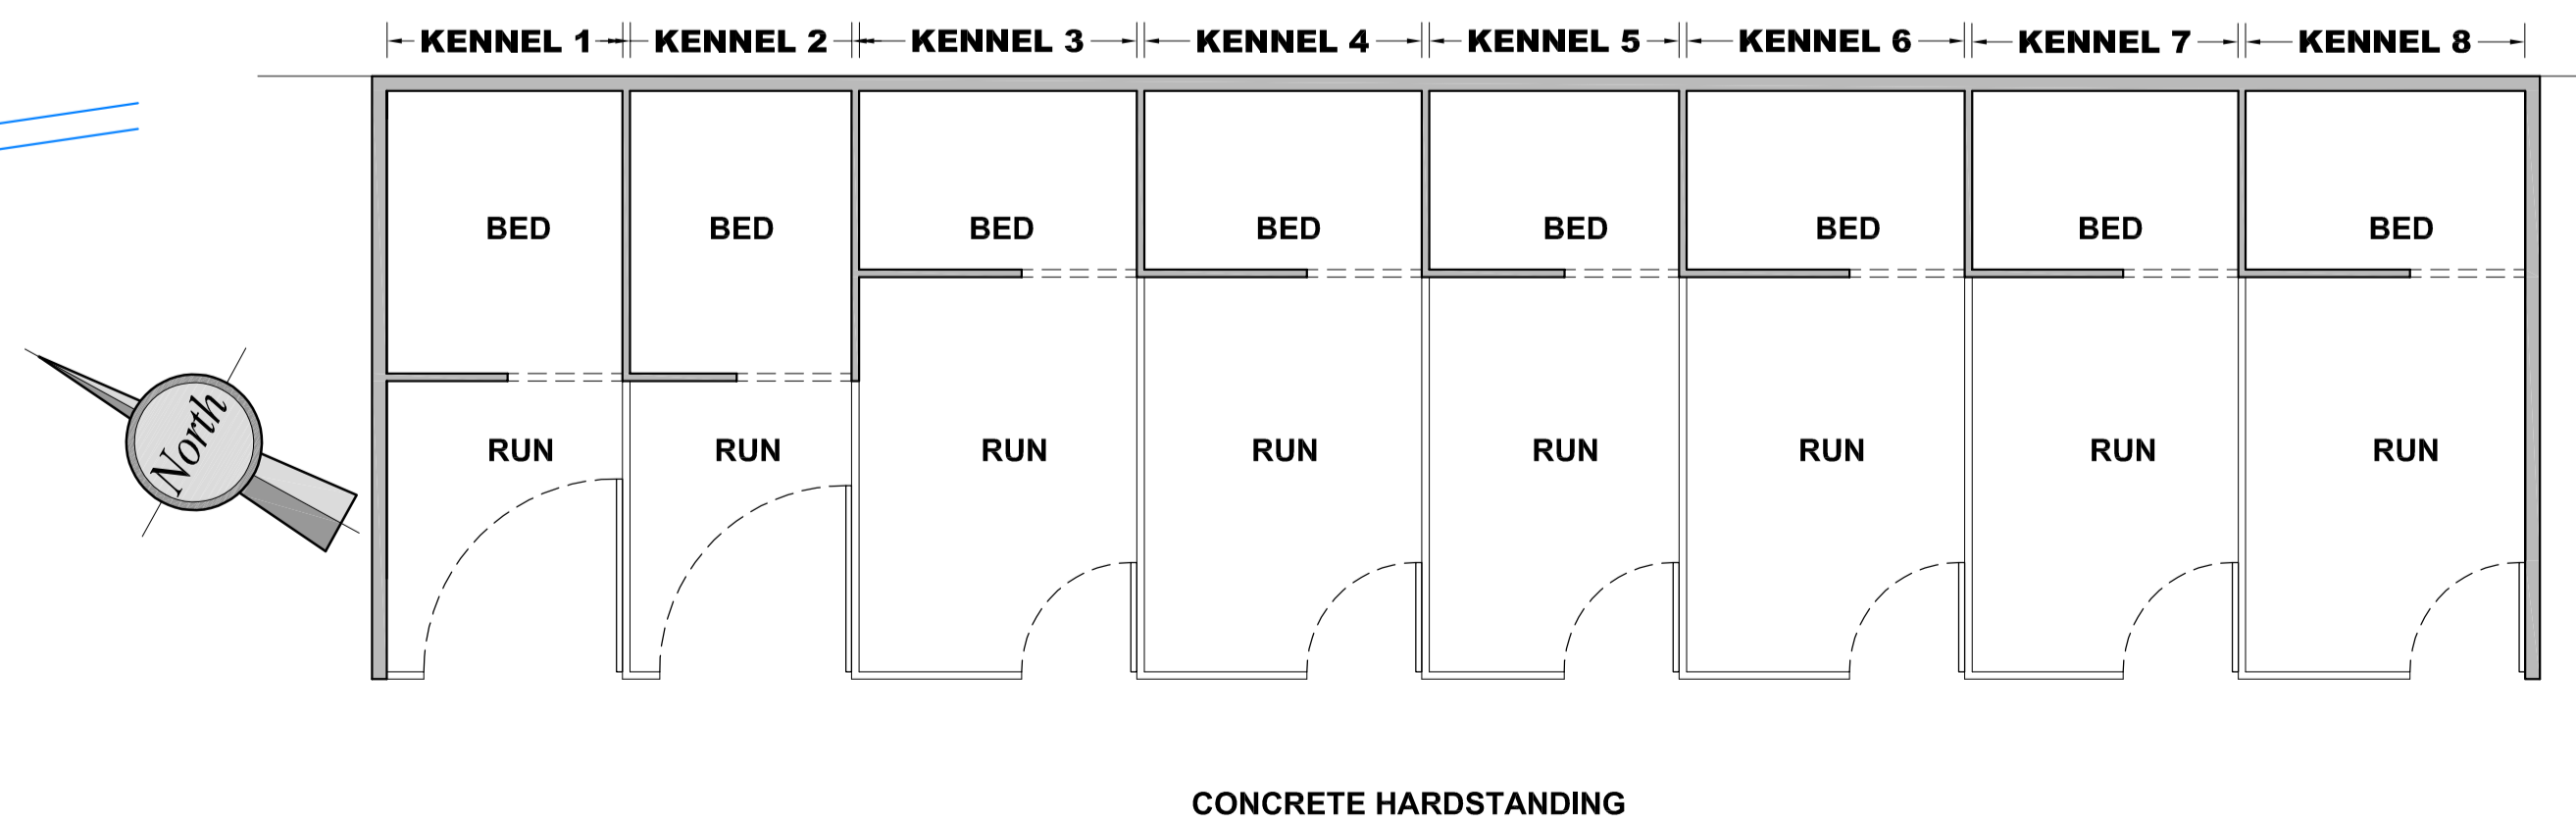 KENNEL 1 KENNEL 2 KENNEL 3 KENNEL 4 KENNEL 5 KENNEL 6 KENNEL 7 KENNEL 8
BED BED BED BED BED BED BED BED
North
RUN RUN RUN RUN RUN RUN RUN RUN
CONCRETE HARDSTANDING